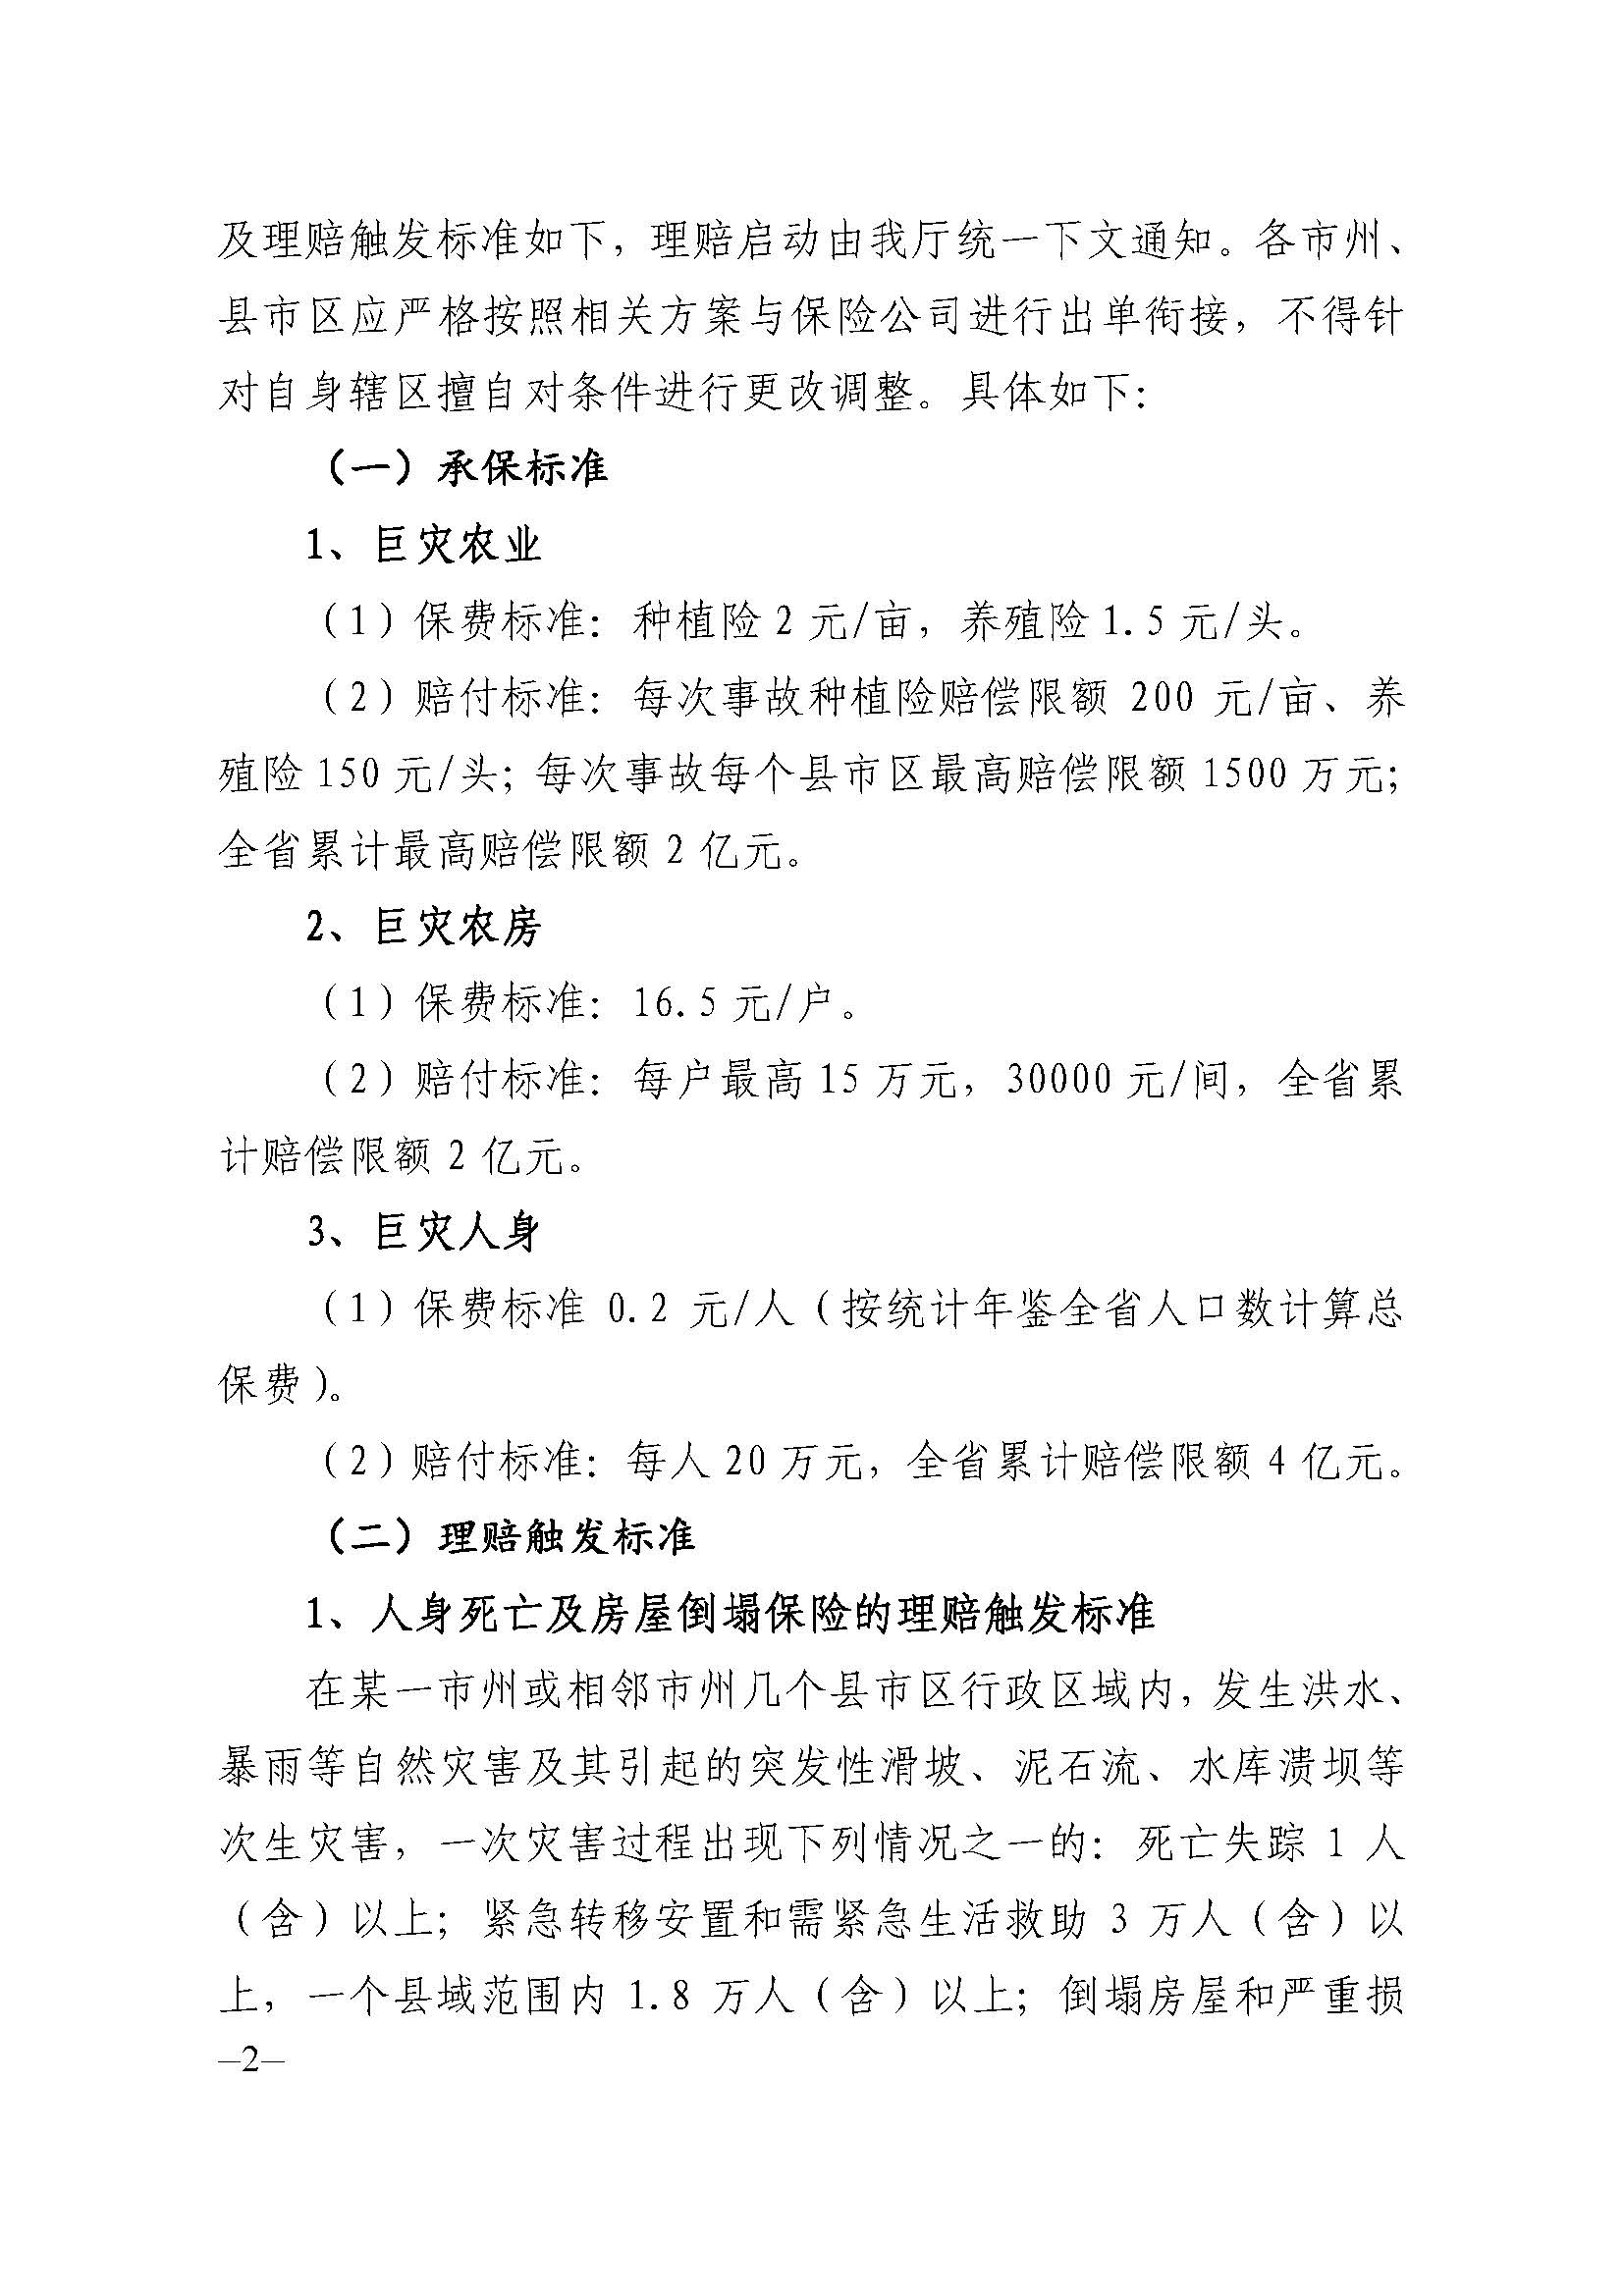 及理赔触发标准如下，理赔启动由我厅统一下文通知。各市州、
县市区应严格按照相关方案与保险公司进行出单衔接，不得针
对自身辖区擅自对条件进行更改调整。具体如下：
（一）承保标准
1、巨灾农业
（1）保费标准：种植险 2 元/亩，养殖险 1.5 元/头。
（2）赔付标准：每次事故种植险赔偿限额 200 元/亩、养
殖险 150 元/头；每次事故每个县市区最高赔偿限额 1500 万元；
全省累计最高赔偿限额 2 亿元。
2、巨灾农房
（1）保费标准：16.5 元/户。
（2）赔付标准：每户最高 15 万元，30000 元/间，全省累
计赔偿限额 2 亿元。
3、巨灾人身
（1）保费标准 0.2 元/人（按统计年鉴全省人口数计算总
保费）。
（2）赔付标准：每人 20 万元，全省累计赔偿限额 4 亿元。
（二）理赔触发标准
1、人身死亡及房屋倒塌保险的理赔触发标准
在某一市州或相邻市州几个县市区行政区域内，发生洪水、
暴雨等自然灾害及其引起的突发性滑坡、泥石流、水库溃坝等
次生灾害，一次灾害过程出现下列情况之一的：死亡失踪 1 人
（含）以上；紧急转移安置和需紧急生活救助 3 万人（含）以
上，一个县域范围内 1.8 万人（含）以上；倒塌房屋和严重损
—2—